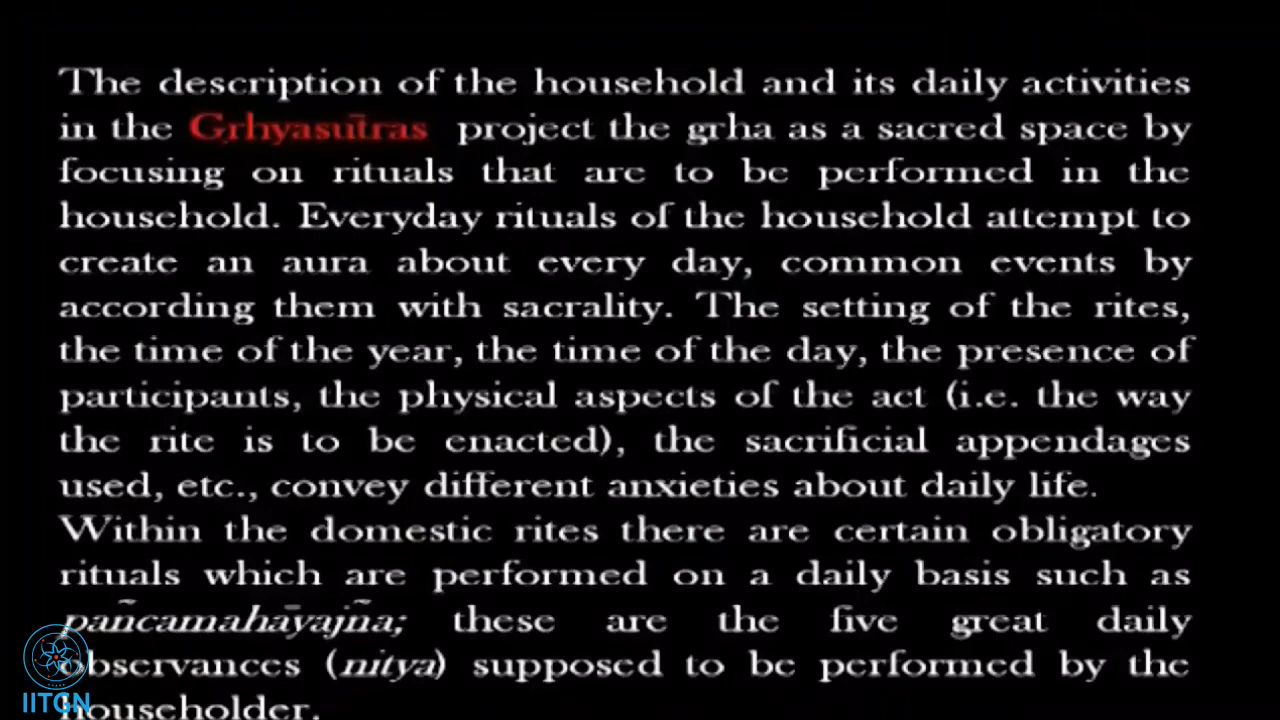 The description of the household and its daily activities
in the Gṛhyasūtras project the grha as a sacred space by
focusing on rituals that are to be performed in the
household. Everyday rituals of the household attempt to
create an aura about every day, common events by
according them with sacrality. The setting of the rites,
the time of the year, the time of the day, the presence of
participants, the physical aspects of the act (i.e. the way
the rite is to be enacted), the sacrificial appendages
used, etc., convey different anxieties about daily life.
Within the domestic rites there are certain obligatory
rituals which are performed on a daily basis such as
pañcamahāyajña; these are the five great daily
observances (nitya) supposed to be performed by the
householder.
IITGN